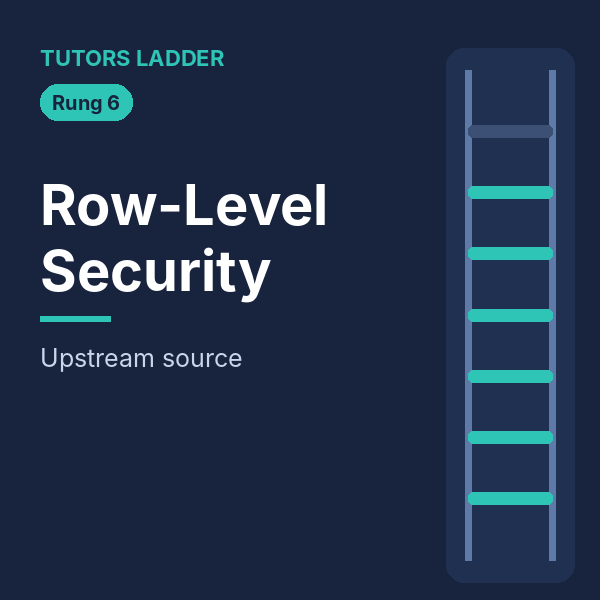 TUTORS LADDER
Rung 6
Row-Level
Security
Upstream source